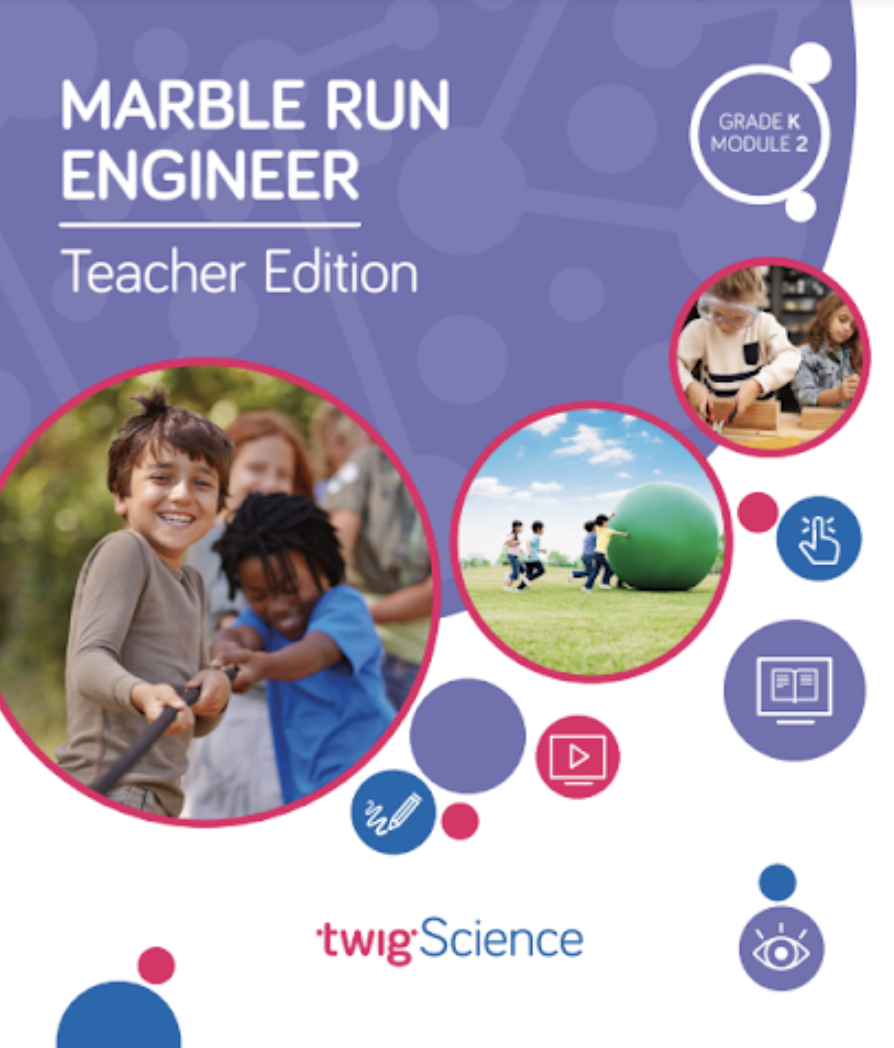 MARBLE RUN
ENGINEER
Teacher Edition
GRADE K
MODULE 2
twig Science